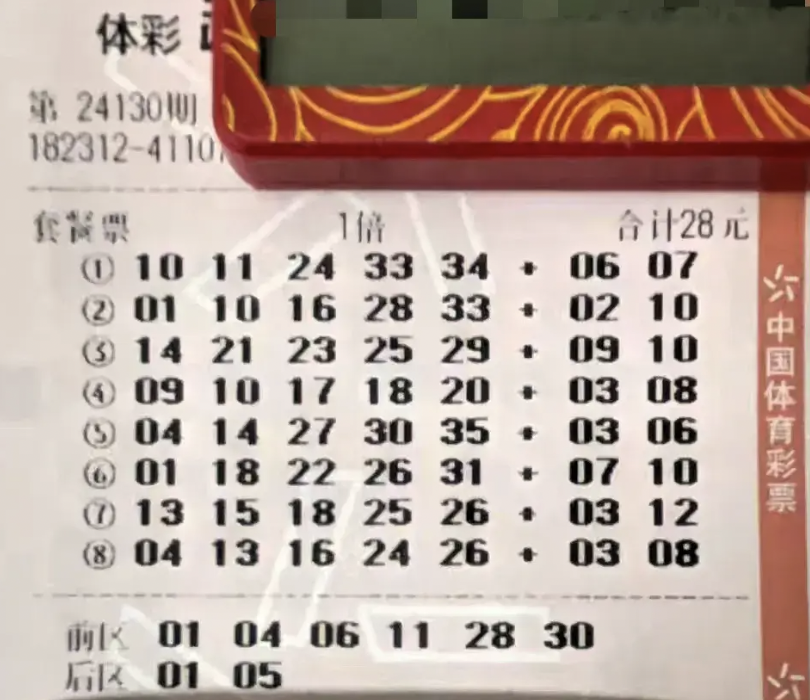 体彩
第 24130期
182312-4110
套餐票 1倍 合计28元
① 10 11 24 33 34 + 06 07
② 01 10 16 28 33 + 02 10
③ 14 21 23 25 29 + 09 10
④ 09 10 17 18 20 + 03 08
⑤ 04 14 27 30 35 + 03 06
⑥ 01 18 22 26 31 + 07 10
⑦ 13 15 18 25 26 + 03 12
⑧ 04 13 16 24 26 + 03 08
前区 01 04 06 11 28 30
后区 01 05
中国体育彩票